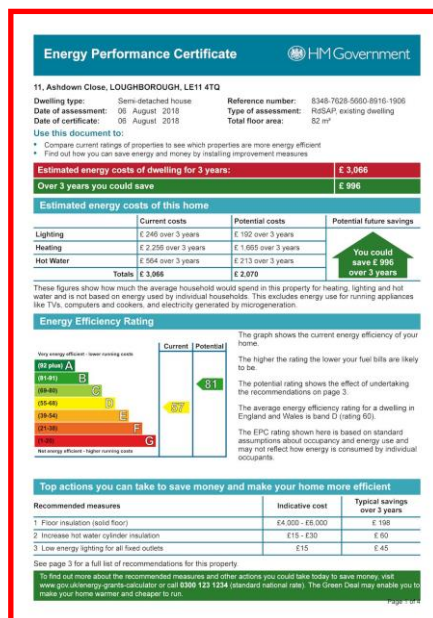 Energy Performance Certificate
HM Government
11, Ashdown Close, LOUGHBOROUGH, LE11 4TQ
Dwelling type: Semi-detached house Reference number: 8348-7628-5660-8916-1906
Date of assessment: 06 August 2018 Type of assessment: RdSAP, existing dwelling
Date of certificate: 06 August 2018 Total floor area: 82 m²
Use this document to:
• Compare current ratings of properties to see which properties are more energy efficient
• Find out how you can save energy and money by installing improvement measures
Estimated energy costs of dwelling for 3 years: £ 3,066
Over 3 years you could save £ 996
Estimated energy costs of this home
Current costs Potential costs Potential future savings
Lighting £ 246 over 3 years £ 192 over 3 years
Heating £ 2,256 over 3 years £ 1,665 over 3 years
Hot Water £ 564 over 3 years £ 213 over 3 years
Totals £ 3,066 £ 2,070
You could
save £ 996
over 3 years
These figures show how much the average household would spend in this property for heating, lighting and hot
water and is not based on energy used by individual households. This excludes energy use for running appliances
like TVs, computers and cookers, and electricity generated by microgeneration.
Energy Efficiency Rating
Current Potential
Very energy efficient - lower running costs
(92 plus) A
(81-91) B
(69-80) C
(55-68) D
(39-54) E
(21-38) F
(1-20) G
Not energy efficient - higher running costs
57
81
The graph shows the current energy efficiency of your
home.
The higher the rating the lower your fuel bills are likely
to be.
The potential rating shows the effect of undertaking
the recommendations on page 3.
The average energy efficiency rating for a dwelling in
England and Wales is band D (rating 60).
The EPC rating shown here is based on standard
assumptions about occupancy and energy use and
may not reflect how energy is consumed by individual
occupants.
Top actions you can take to save money and make your home more efficient
Recommended measures Indicative cost Typical savings
over 3 years
1 Floor insulation (solid floor) £4,000 - £6,000 £ 198
2 Increase hot water cylinder insulation £15 - £30 £ 60
3 Low energy lighting for all fixed outlets £15 £ 45
See page 3 for a full list of recommendations for this property.
To find out more about the recommended measures and other actions you could take today to save money, visit
www.gov.uk/energy-grants-calculator or call 0300 123 1234 (standard national rate). The Green Deal may enable you to
make your home warmer and cheaper to run.
Page 1 of 4